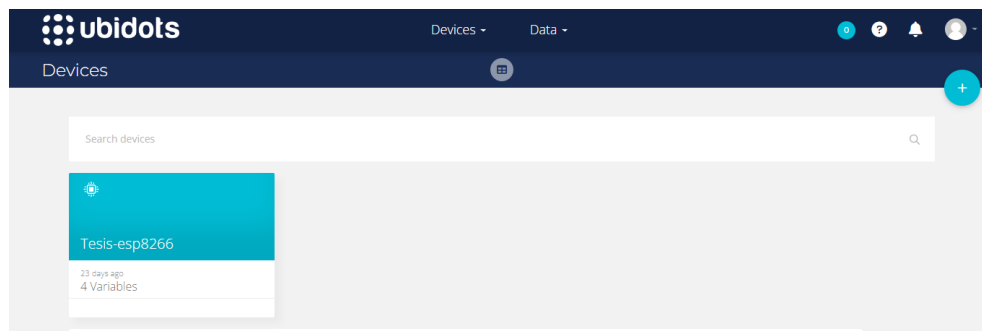 ubidots
Devices
Data
0
?
Devices
+
Search devices
Tesis-esp8266
23 days ago
4 Variables